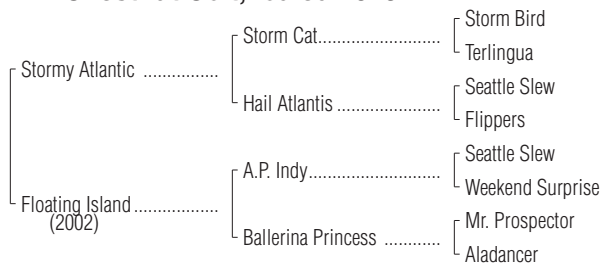 Storm Bird
Storm Cat
Terlingua
Stormy Atlantic
Seattle Slew
Hail Atlantis
Flippers
Seattle Slew
A.P. Indy
Weekend Surprise
Floating Island
(2002)
Mr. Prospector
Ballerina Princess
Aladancer